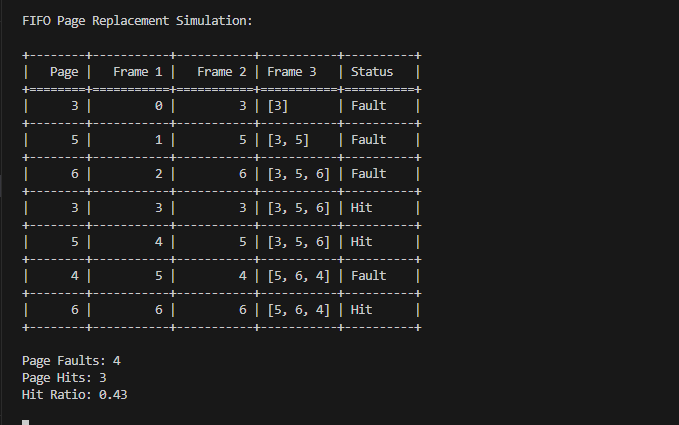 FIFO Page Replacement Simulation:
+--------+-----------+-----------+-----------+----------+
|   Page |   Frame 1 |   Frame 2 | Frame 3   | Status   |
+========+===========+===========+===========+==========+
|      3 |         0 |         3 | [3]       | Fault    |
+--------+-----------+-----------+-----------+----------+
|      5 |         1 |         5 | [3, 5]    | Fault    |
+--------+-----------+-----------+-----------+----------+
|      6 |         2 |         6 | [3, 5, 6] | Fault    |
+--------+-----------+-----------+-----------+----------+
|      3 |         3 |         3 | [3, 5, 6] | Hit      |
+--------+-----------+-----------+-----------+----------+
|      5 |         4 |         5 | [3, 5, 6] | Hit      |
+--------+-----------+-----------+-----------+----------+
|      4 |         5 |         4 | [5, 6, 4] | Fault    |
+--------+-----------+-----------+-----------+----------+
|      6 |         6 |         6 | [5, 6, 4] | Hit      |
+--------+-----------+-----------+-----------+----------+
Page Faults: 4
Page Hits: 3
Hit Ratio: 0.43